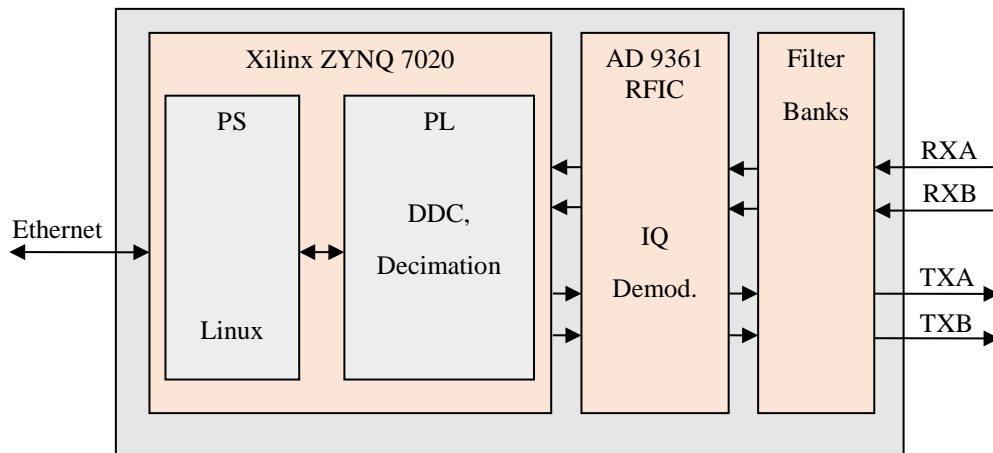 Xilinx ZYNQ 7020
PS
Linux
PL
DDC,
Decimation
AD 9361
RFIC
IQ
Demod.
Filter
Banks
Ethernet
RXA
RXB
TXA
TXB